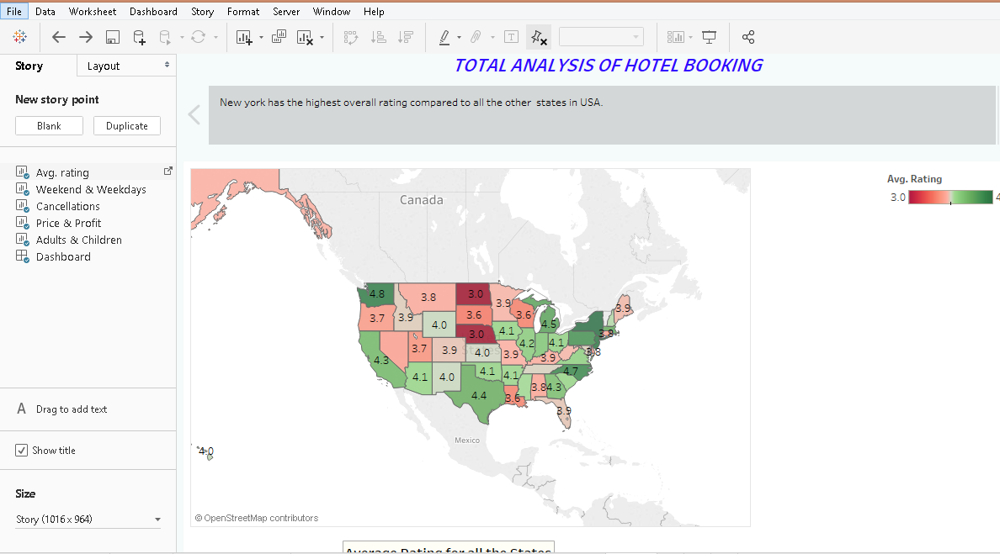 File Data Worksheet Dashboard Story Format Server Window Help
Story Layout
New story point
Blank Duplicate
Avg. rating
Weekend & Weekdays
Cancellations
Price & Profit
Adults & Children
Dashboard
A Drag to add text
Show title
Size
Story (1016 x 964)
TOTAL ANALYSIS OF HOTEL BOOKING
New york has the highest overall rating compared to all the other states in USA.
Canada
4.8 3.8 3.0 3.9 3.9
3.7 3.9 4.0 3.6 3.6 4.5
3.0 4.1 3.8
4.3 3.7 3.9 4.0 3.9 4.2 4.1 3.9 3.8
4.1 4.0 4.1 4.1 4.7
4.4 3.6 3.8 4.3
3.9
Mexico
4.0
© OpenStreetMap contributors
Avg. Rating
3.0 4
Average Rating for all the States